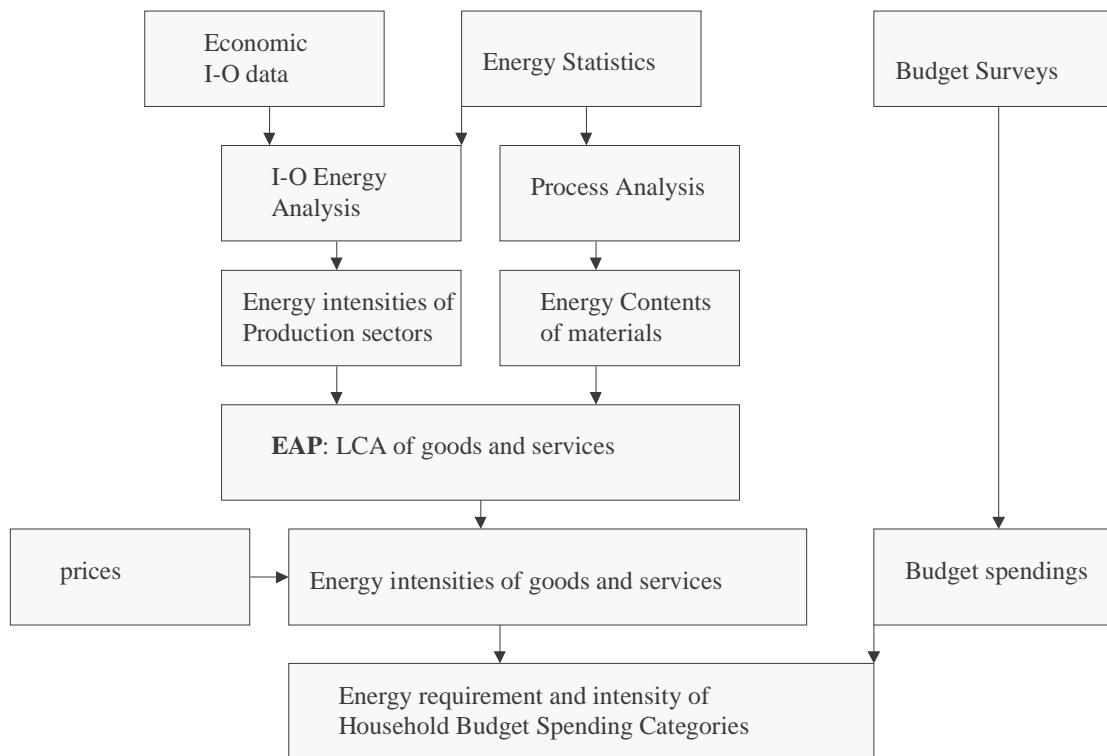 Economic
I-O data
Energy Statistics
Budget Surveys
I-O Energy
Analysis
Process Analysis
Energy intensities of
Production sectors
Energy Contents
of materials
EAP: LCA of goods and services
prices
Energy intensities of goods and services
Budget spendings
Energy requirement and intensity of
Household Budget Spending Categories